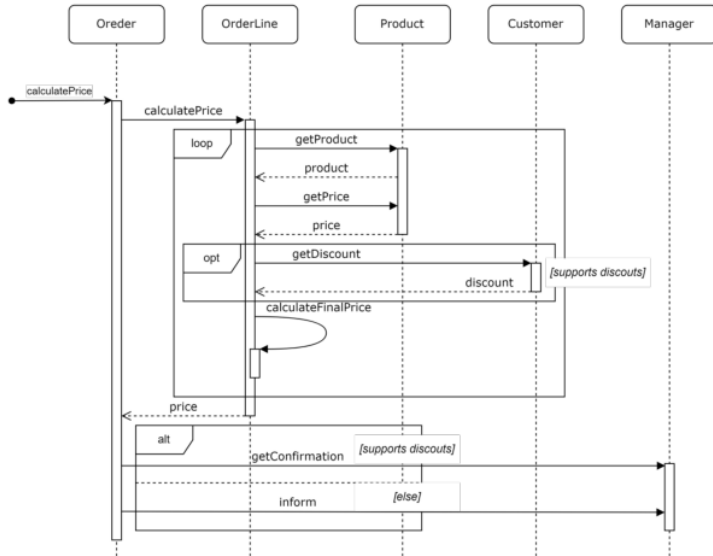 Oreder
OrderLine
Product
Customer
Manager
calculatePrice
calculatePrice
loop
getProduct
product
getPrice
price
opt
getDiscount
[supports discouts]
discount
calculateFinalPrice
price
alt
getConfirmation
[supports discouts]
inform
[else]